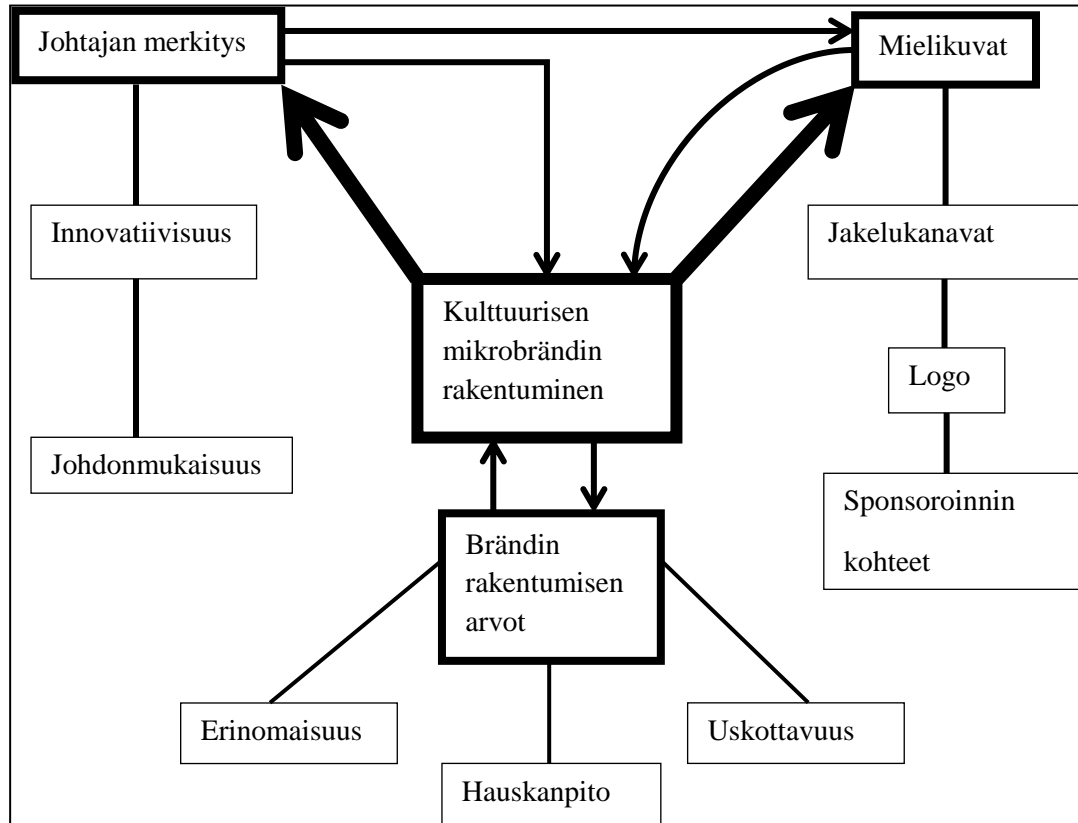 Johtajan merkitys
Mielikuvat
Innovatiivisuus
Jakelukanavat
Kulttuurisen
mikrobrändin
rakentuminen
Logo
Johdonmukaisuus
Sponsoroinnin
kohteet
Brändin
rakentumisen
arvot
Erinomaisuus
Uskottavuus
Hauskanpito